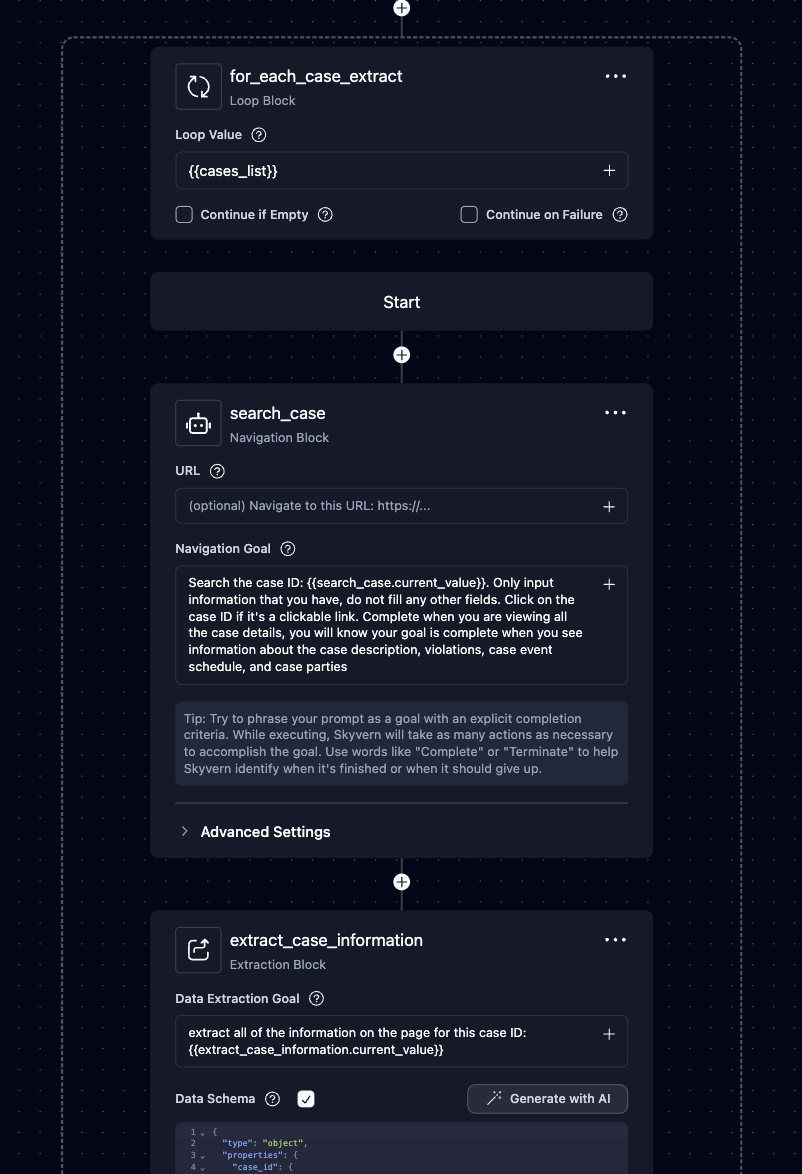 for_each_case_extract
Loop Block
Loop Value
{{cases_list}}
Continue if Empty
Continue on Failure
Start
search_case
Navigation Block
URL
(optional) Navigate to this URL: https://...
Navigation Goal
Search the case ID: {{search_case.current_value}}. Only input
information that you have, do not fill any other fields. Click on the
case ID if it's a clickable link. Complete when you are viewing all
the case details, you will know your goal is complete when you see
information about the case description, violations, case event
schedule, and case parties
Tip: Try to phrase your prompt as a goal with an explicit completion
criteria. While executing, Skyvern will take as many actions as necessary
to accomplish the goal. Use words like "Complete" or "Terminate" to help
Skyvern identify when it's finished or when it should give up.
Advanced Settings
extract_case_information
Extraction Block
Data Extraction Goal
extract all of the information on the page for this case ID:
{{extract_case_information.current_value}}
Data Schema
Generate with AI
1 {
2 "type": "object",
3 "properties": {
4 "case_id": {